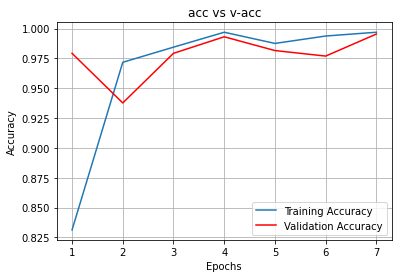 acc vs v-acc
Accuracy
1.000
0.975
0.950
0.925
0.900
0.875
0.850
0.825
Training Accuracy
Validation Accuracy
1 2 3 4 5 6 7
Epochs